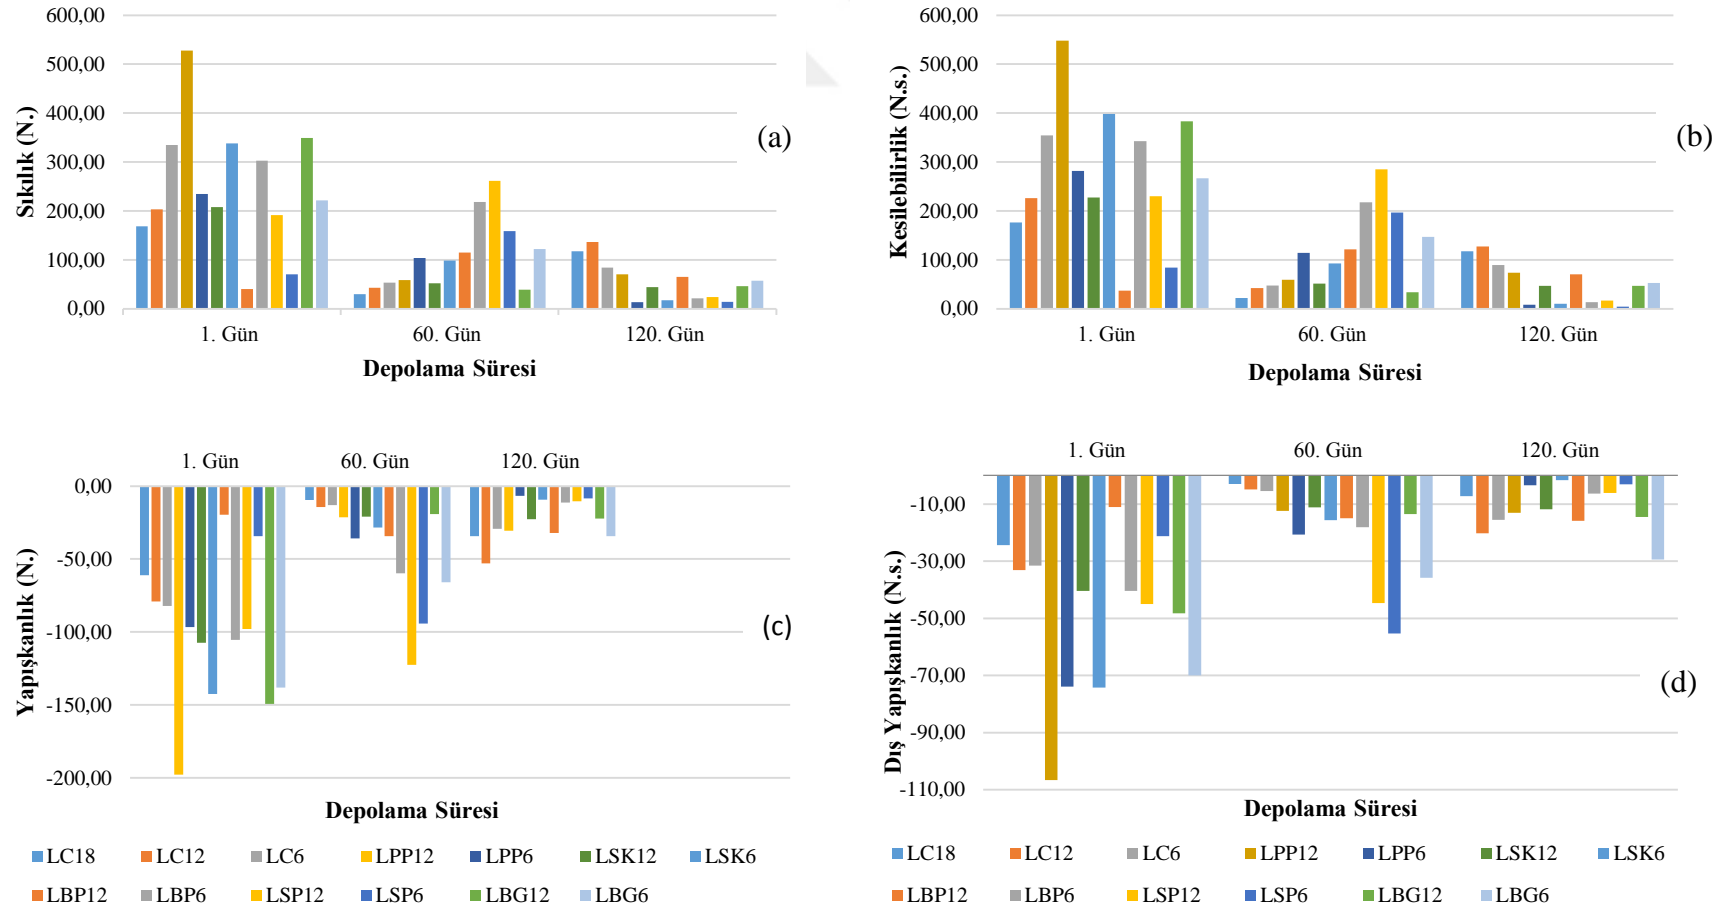 600,00
500,00
400,00
300,00
200,00
100,00
0,00
Sıkılık (N.)
1. Gün 60. Gün 120. Gün
Depolama Süresi
(a)
600,00
500,00
400,00
300,00
200,00
100,00
0,00
Kesilebirlik (N.s.)
1. Gün 60. Gün 120. Gün
Depolama Süresi
(b)
1. Gün 60. Gün 120. Gün
0,00
-50,00
-100,00
-150,00
-200,00
Yapışkanlık (N.)
(c)
Depolama Süresi
LC18 LC12 LC6 LPP12 LPP6 LSK12 LSK6
LBP12 LBP6 LSP12 LSP6 LBG12 LBG6
1. Gün 60. Gün 120. Gün
-10,00
-30,00
-50,00
-70,00
-90,00
-110,00
Dış Yapışkanlık (N.s.)
(d)
Depolama Süresi
LC18 LC12 LC6 LPP12 LPP6 LSK12 LSK6
LBP12 LBP6 LSP12 LSP6 LBG12 LBG6